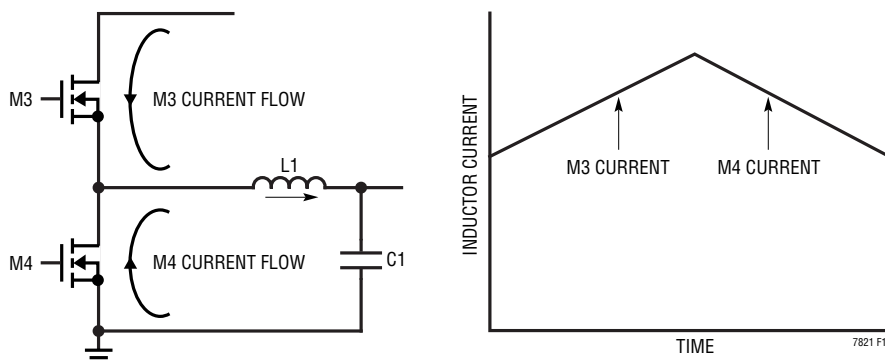 M3
M3 CURRENT FLOW
L1
M4
M4 CURRENT FLOW
C1
INDUCTOR CURRENT
M3 CURRENT
M4 CURRENT
TIME
7821 F1